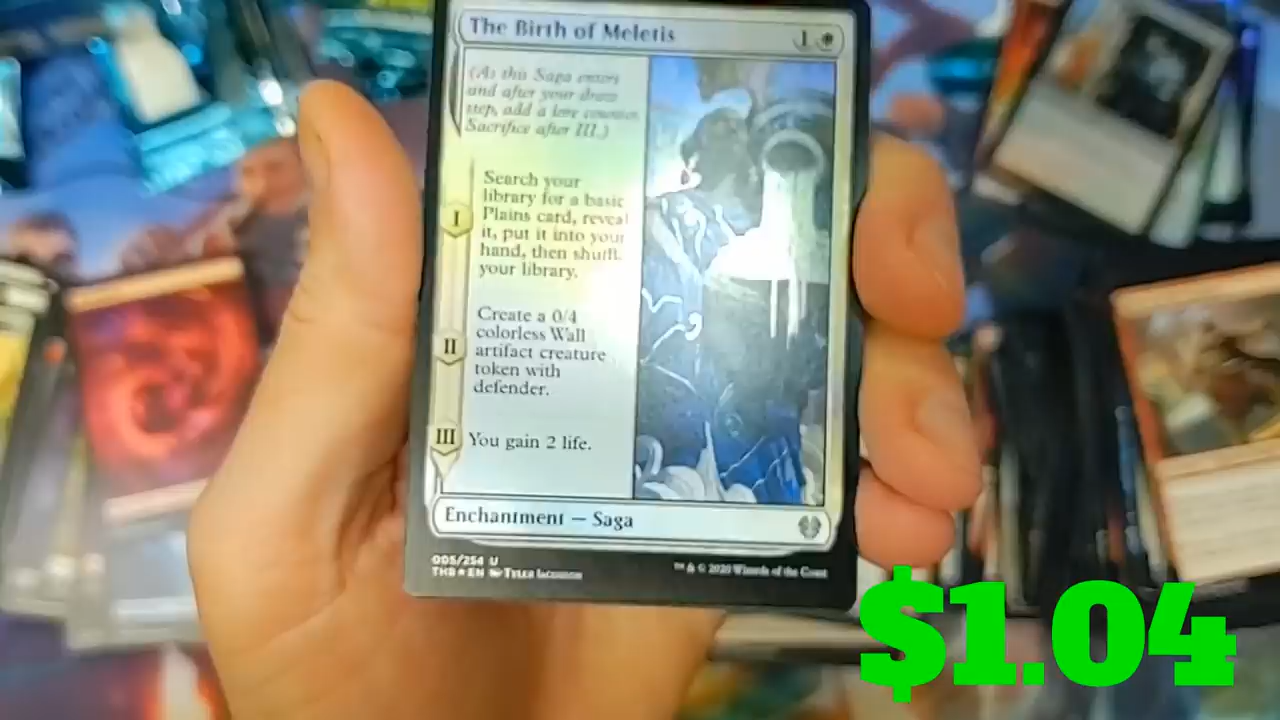 The Birth of Meletis 1
(As this Saga enters
and after your draw
step, add a lore counter.
Sacrifice after III.)
I
Search your
library for a basic
Plains card, reveal
it, put it into your
hand, then shuffle
your library.
II
Create a 0/4
colorless Wall
artifact creature
token with
defender.
III
You gain 2 life.
Enchantment — Saga
005/254 U
THB ★ EN Tyler Jacobson
™ & © 2020 Wizards of the Coast
$1.04